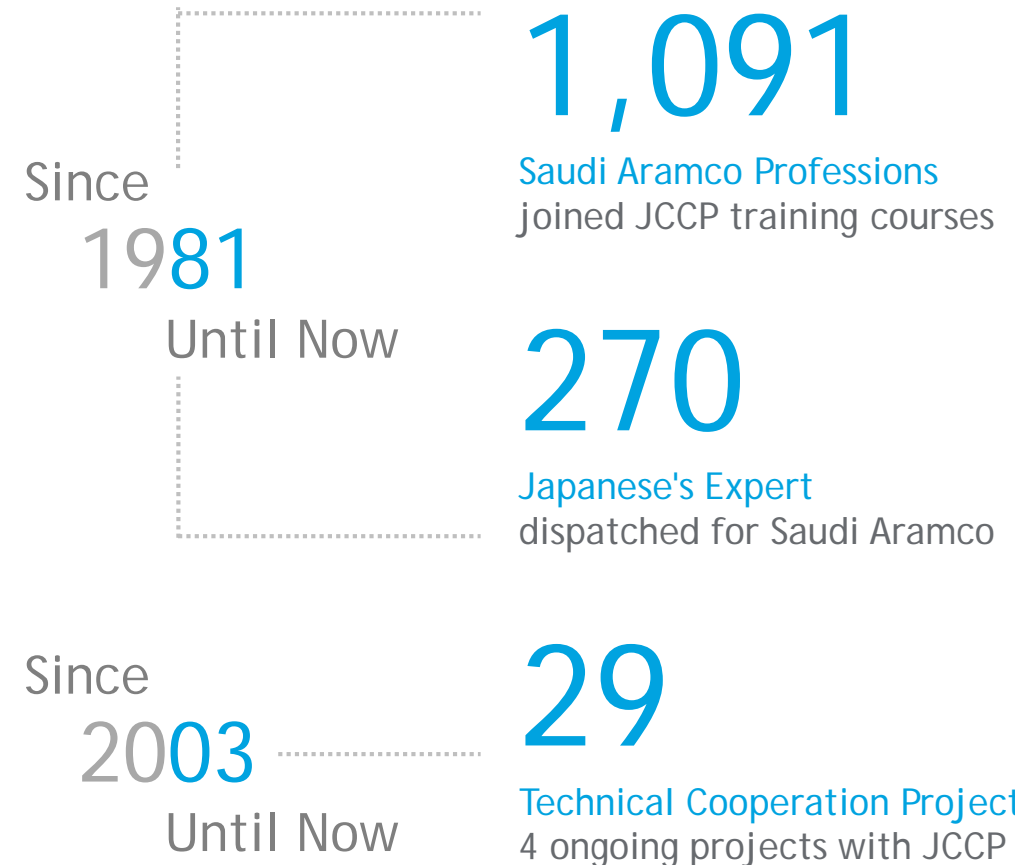 Since
1981
Until Now
1,091
Saudi Aramco Professions
joined JCCP training courses
270
Japanese's Expert
dispatched for Saudi Aramco
Since
2003
Until Now
29
Technical Cooperation Project
4 ongoing projects with JCCP